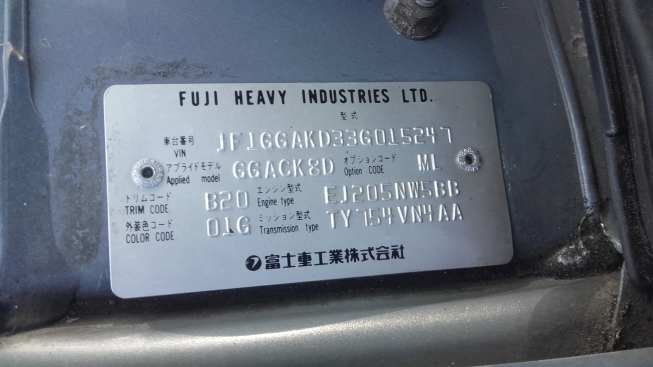 FUJI HEAVY INDUSTRIES LTD.
型式
車台番号 VIN JF1GGAKD33G015247
アプライドモデル Applied model GGACK8D オプションコード Option CODE ML
トリムコード TRIM CODE B20 エンジン型式 Engine type EJ205NW5BB
外装色コード COLOR CODE 01G ミッション型式 Transmission type TY754VN4AA
富士重工業株式会社